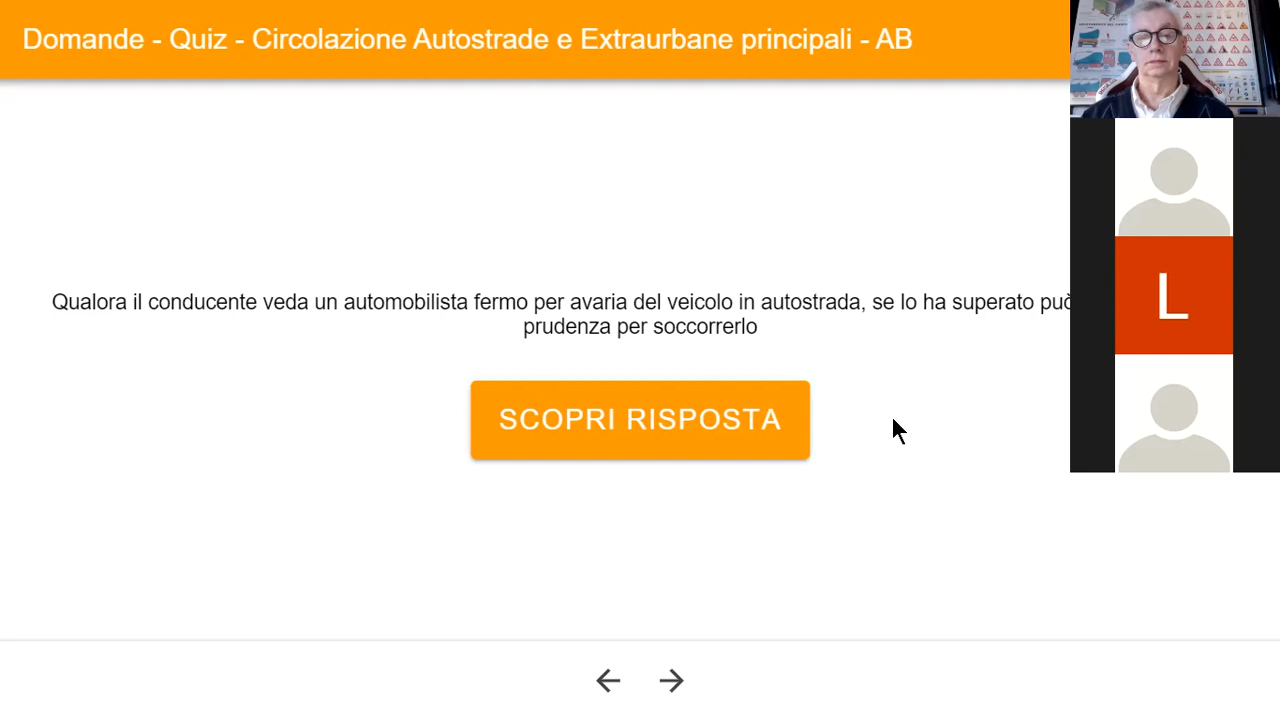 Domande - Quiz - Circolazione Autostrade e Extraurbane principali - AB
Qualora il conducente veda un automobilista fermo per avaria del veicolo in autostrada, se lo ha superato può
prudenza per soccorrerlo
SCOPRI RISPOSTA
L